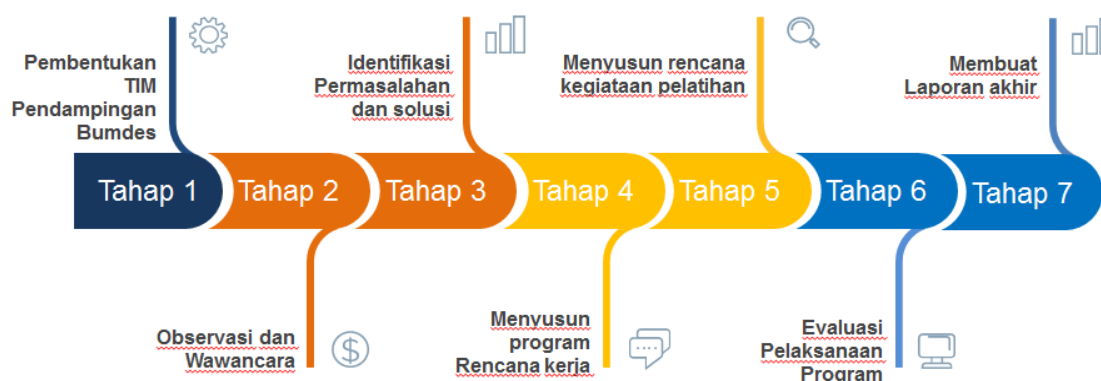 Pembentukan
TIM
Pendampingan
Bumdes
Identifikasi
Permasalahan
dan solusi
Menyusun rencana
kegiataan pelatihan
Membuat
Laporan akhir
Tahap 1
Tahap 2
Tahap 3
Tahap 4
Tahap 5
Tahap 6
Tahap 7
Observasi dan
Wawancara
$
Menyusun
program
Rencana kerja
Evaluasi
Pelaksanaan
Program